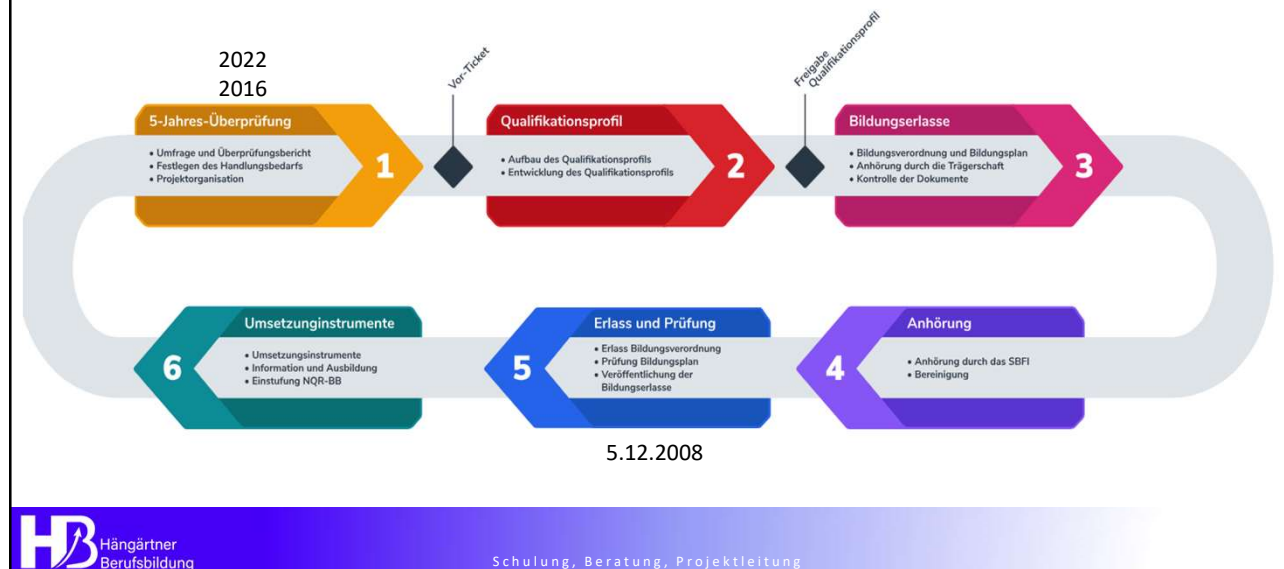 2022
2016
5-Jahres-Überprüfung
• Umfrage und Überprüfungsbericht
• Festlegen des Handlungsbedarfs
• Projektorganisation
1
Vor-Ticket
Qualifikationsprofil
• Aufbau des Qualifikationsprofils
• Entwicklung des Qualifikationsprofils
2
Freigabe
Qualifikationsprofil
Bildungserlasse
• Bildungsverordnung und Bildungsplan
• Anhörung durch die Trägerschaft
• Kontrolle der Dokumente
3
Anhörung
4
• Anhörung durch das SBFI
• Bereinigung
Erlass und Prüfung
5
• Erlass Bildungsverordnung
• Prüfung Bildungsplan
• Veröffentlichung der
Bildungserlasse
5.12.2008
Umsetzunginstrumente
6
• Umsetzungsinstrumente
• Information und Ausbildung
• Einstufung NQR-BB
HB
Hängärtner
Berufsbildung
Schulung, Beratung, Projektleitung